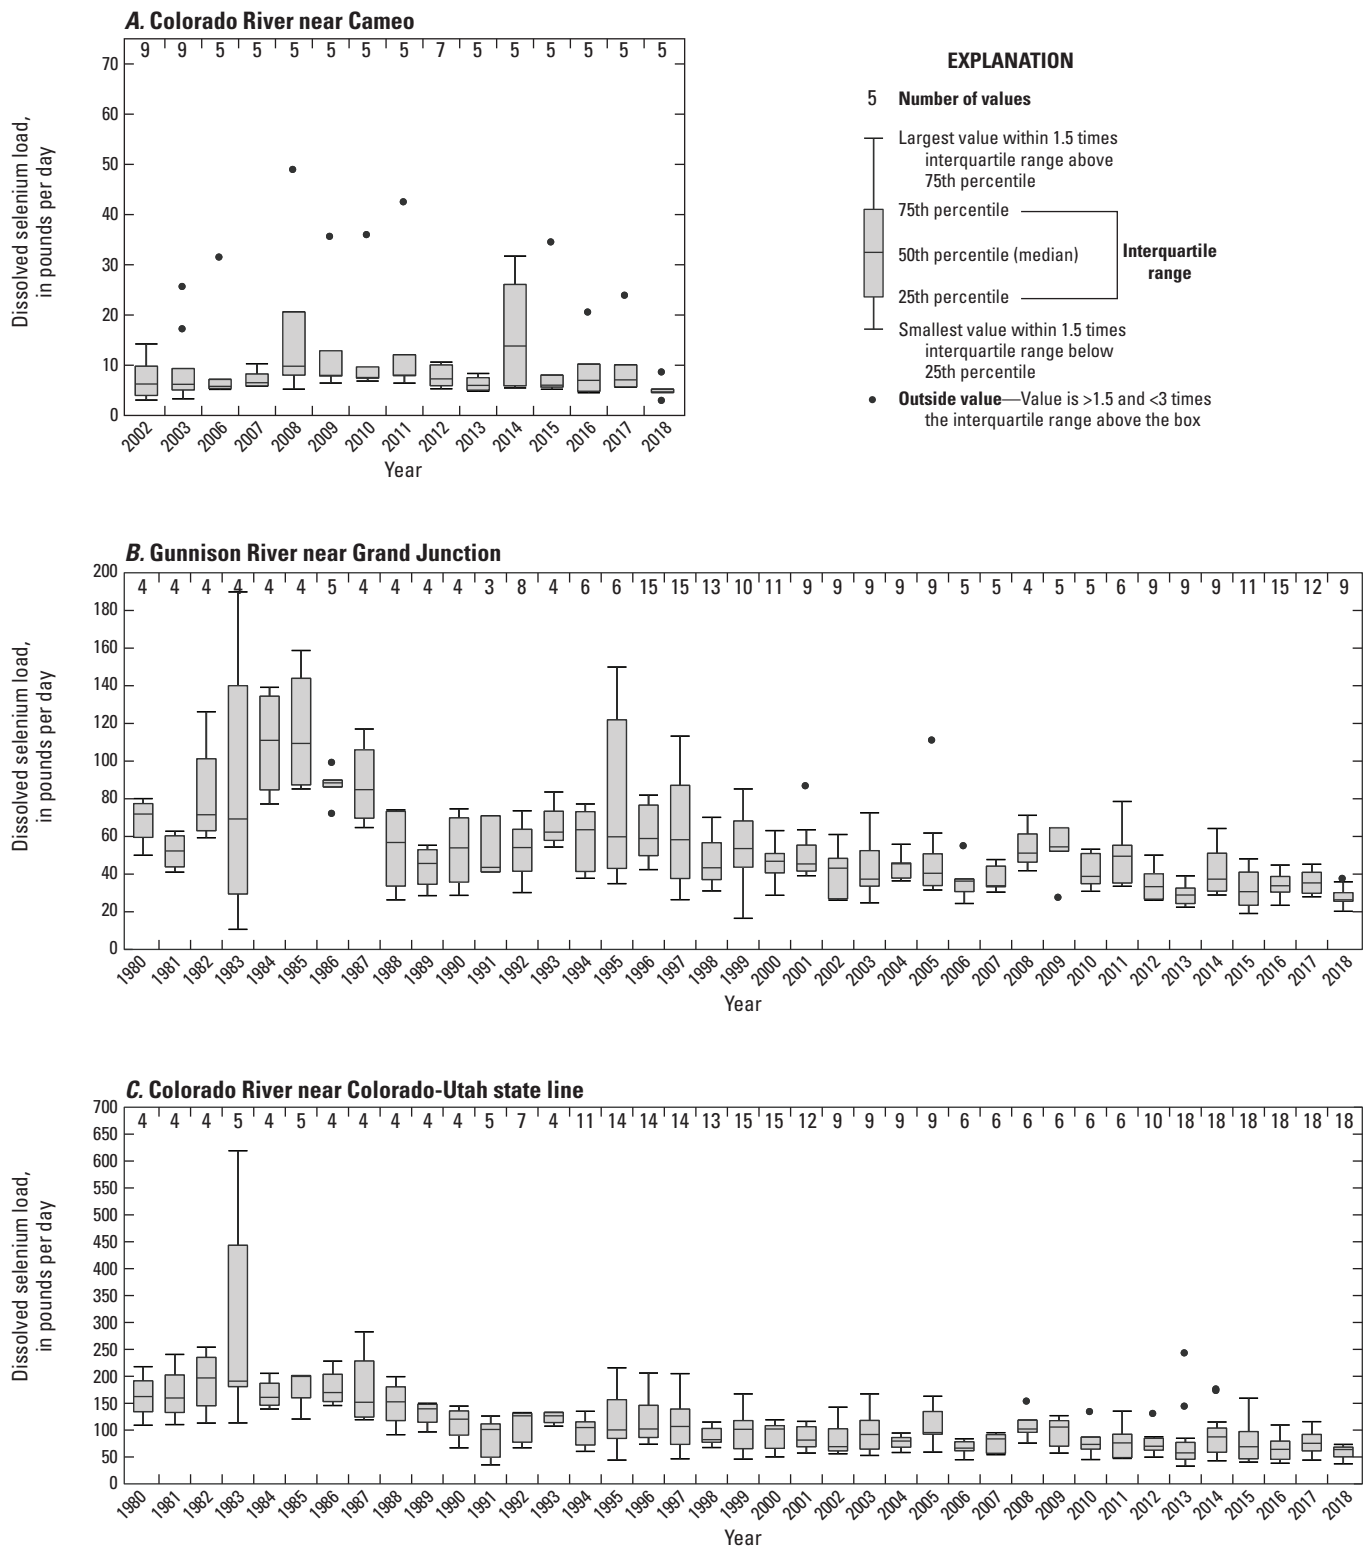 A. Colorado River near Cameo
9 9 5 5 5 5 5 5 7 5 5 5 5 5 5
70
60
50
40
30
20
10
0
Dissolved selenium load,
in pounds per day
2002 2003 2006 2007 2008 2009 2010 2011 2012 2013 2014 2015 2016 2017 2018
Year
EXPLANATION
5 Number of values
Largest value within 1.5 times
interquartile range above
75th percentile
75th percentile
50th percentile (median)
Interquartile
range
25th percentile
Smallest value within 1.5 times
interquartile range below
25th percentile
Outside value—Value is >1.5 and <3 times
the interquartile range above the box
B. Gunnison River near Grand Junction
4 4 4 4 4 4 5 4 4 4 4 3 8 4 6 6 15 15 13 10 11 9 9 9 9 9 5 5 4 5 5 6 9 9 9 11 15 12 9
200
180
160
140
120
100
80
60
40
20
0
Dissolved selenium load,
in pounds per day
1980 1981 1982 1983 1984 1985 1986 1987 1988 1989 1990 1991 1992 1993 1994 1995 1996 1997 1998 1999 2000 2001 2002 2003 2004 2005 2006 2007 2008 2009 2010 2011 2012 2013 2014 2015 2016 2017 2018
Year
C. Colorado River near Colorado-Utah state line
4 4 4 5 4 5 4 4 4 4 4 5 7 4 11 14 14 14 13 15 15 12 9 9 9 9 6 6 6 6 6 6 10 18 18 18 18 18 18
700
650
600
550
500
450
400
350
300
250
200
150
100
50
0
Dissolved selenium load,
in pounds per day
1980 1981 1982 1983 1984 1985 1986 1987 1988 1989 1990 1991 1992 1993 1994 1995 1996 1997 1998 1999 2000 2001 2002 2003 2004 2005 2006 2007 2008 2009 2010 2011 2012 2013 2014 2015 2016 2017 2018
Year